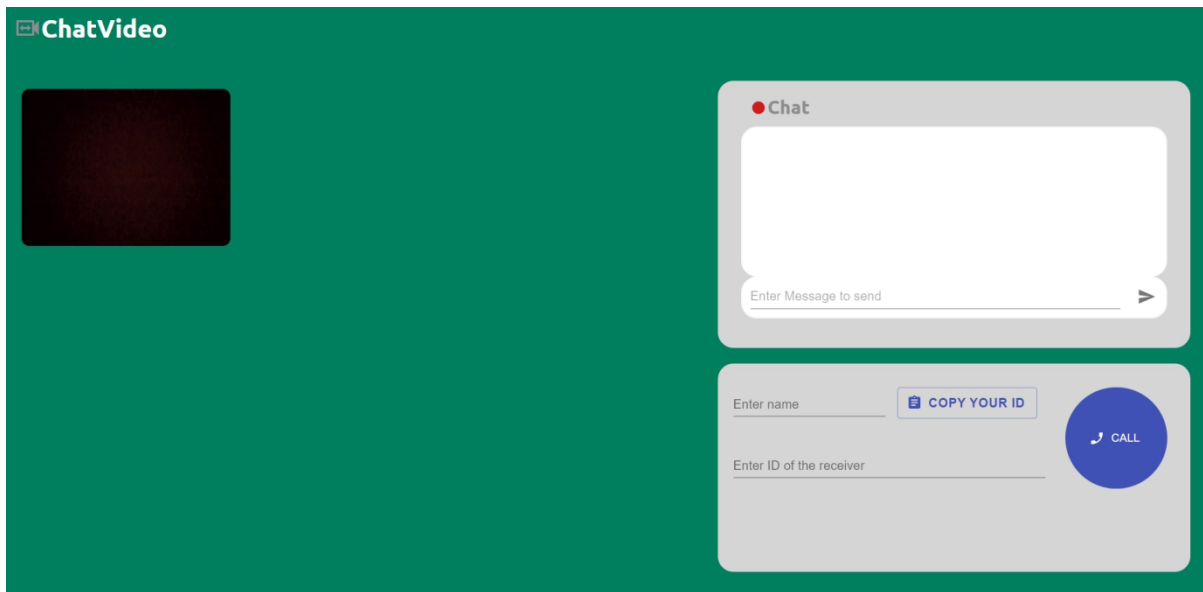 ChatVideo
Chat
Enter Message to send
Enter name
COPY YOUR ID
CALL
Enter ID of the receiver